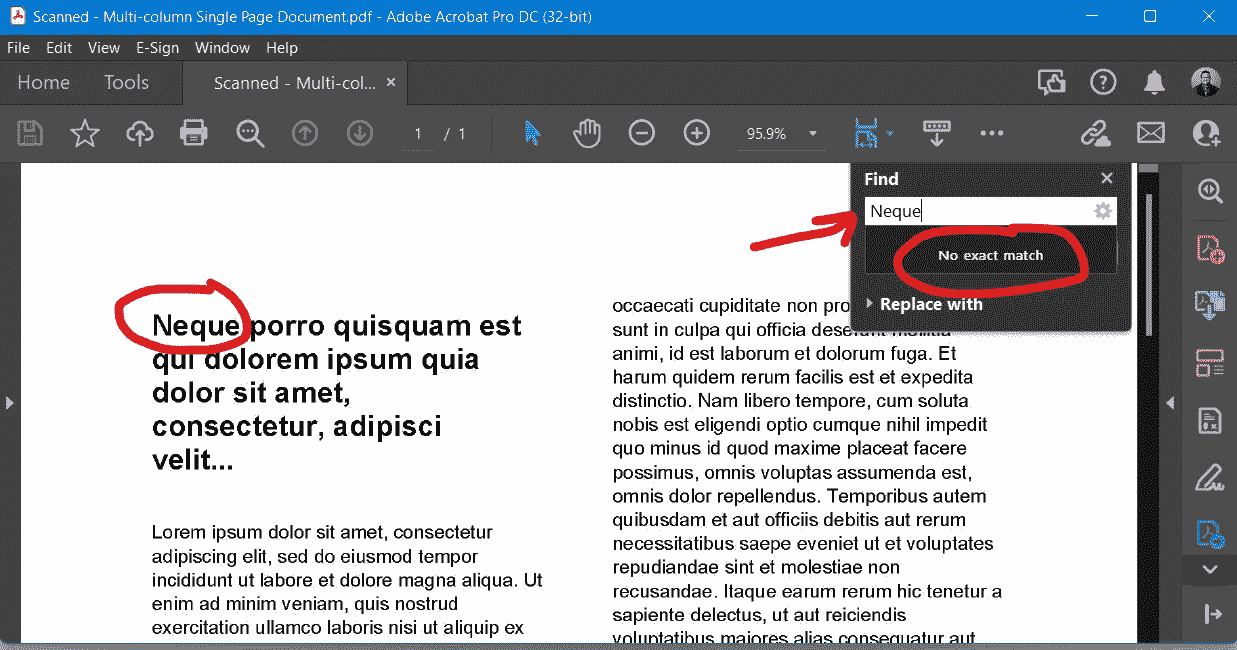 Scanned - Multi-column Single Page Document.pdf - Adobe Acrobat Pro DC (32-bit)
File Edit View E-Sign Window Help
Home Tools Scanned - Multi-col... ×
1 / 1 95.9%
Find
Neque
No exact match
Replace with
Neque porro quisquam est
qui dolorem ipsum quia
dolor sit amet,
consectetur, adipisci
velit...
Lorem ipsum dolor sit amet, consectetur
adipiscing elit, sed do eiusmod tempor
incididunt ut labore et dolore magna aliqua. Ut
enim ad minim veniam, quis nostrud
exercitation ullamco laboris nisi ut aliquip ex
occaecati cupiditate non pro
sunt in culpa qui officia deserunt mollitia
animi, id est laborum et dolorum fuga. Et
harum quidem rerum facilis est et expedita
distinctio. Nam libero tempore, cum soluta
nobis est eligendi optio cumque nihil impedit
quo minus id quod maxime placeat facere
possimus, omnis voluptas assumenda est,
omnis dolor repellendus. Temporibus autem
quibusdam et aut officiis debitis aut rerum
necessitatibus saepe eveniet ut et voluptates
repudiandae sint et molestiae non
recusandae. Itaque earum rerum hic tenetur a
sapiente delectus, ut aut reiciendis
voluptatibus maiores alias consequatur aut